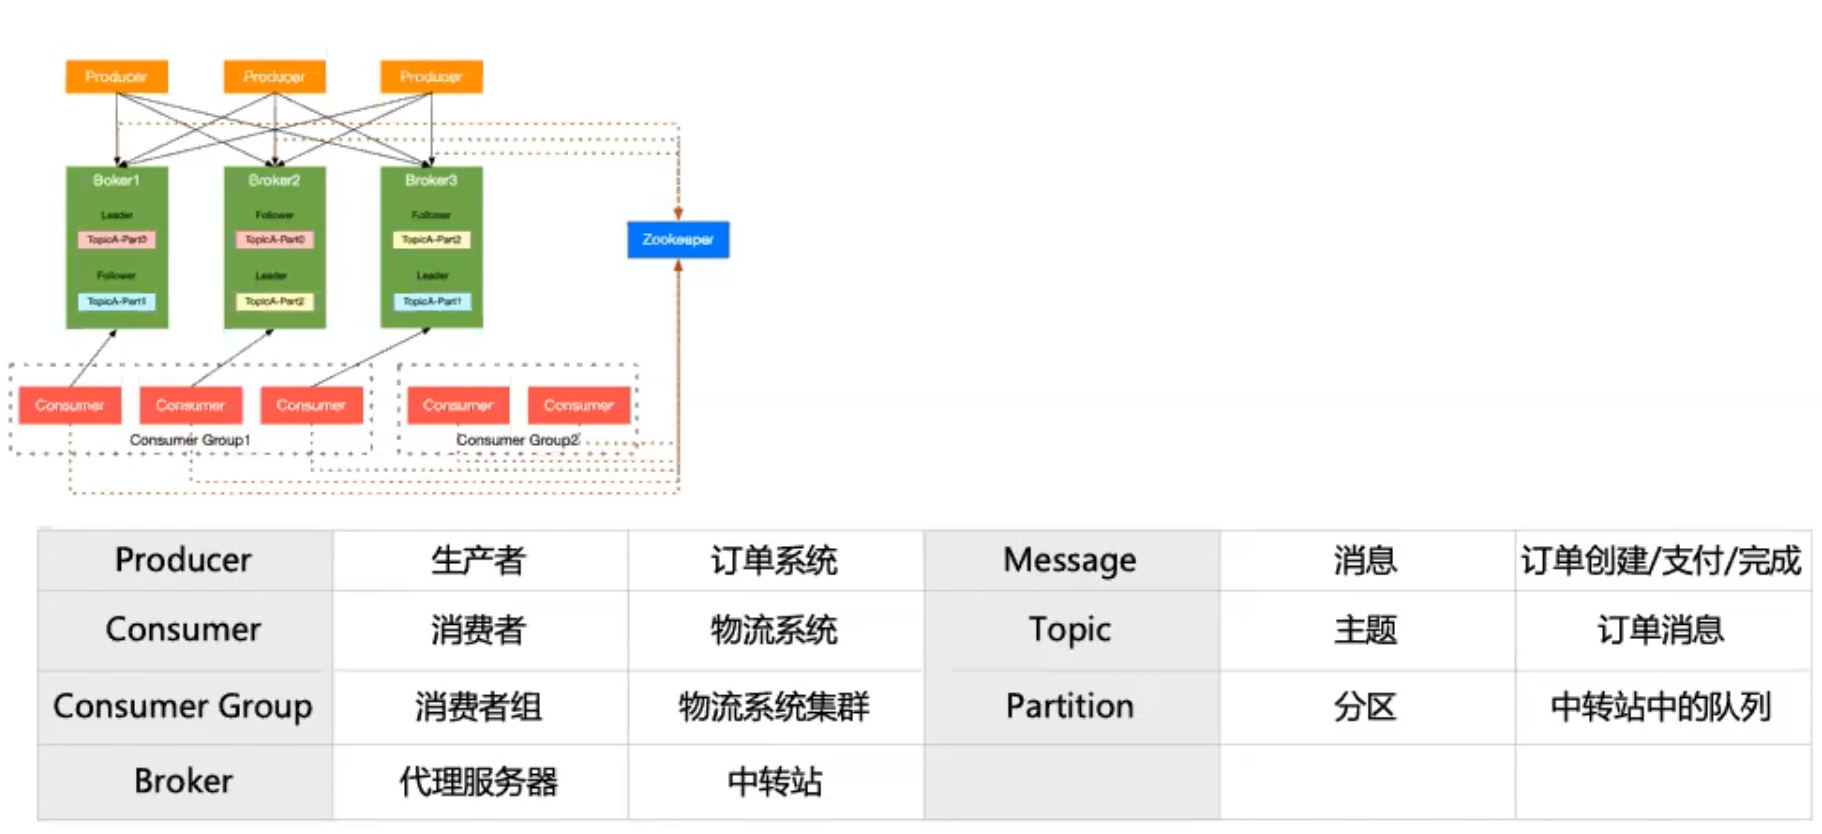 Producer Producer Producer
Boker1 Broker2 Broker3
Leader Follower Follower
TopicA-Part0 TopicA-Part0 TopicA-Part2
Zookeeper
Follower Leader Leader
TopicA-Part1 TopicA-Part2 TopicA-Part1
Consumer Consumer Consumer Consumer Consumer
Consumer Group1 Consumer Group2
Producer 生产者 订单系统 Message 消息 订单创建/支付/完成
Consumer 消费者 物流系统 Topic 主题 订单消息
Consumer Group 消费者组 物流系统集群 Partition 分区 中转站中的队列
Broker 代理服务器 中转站